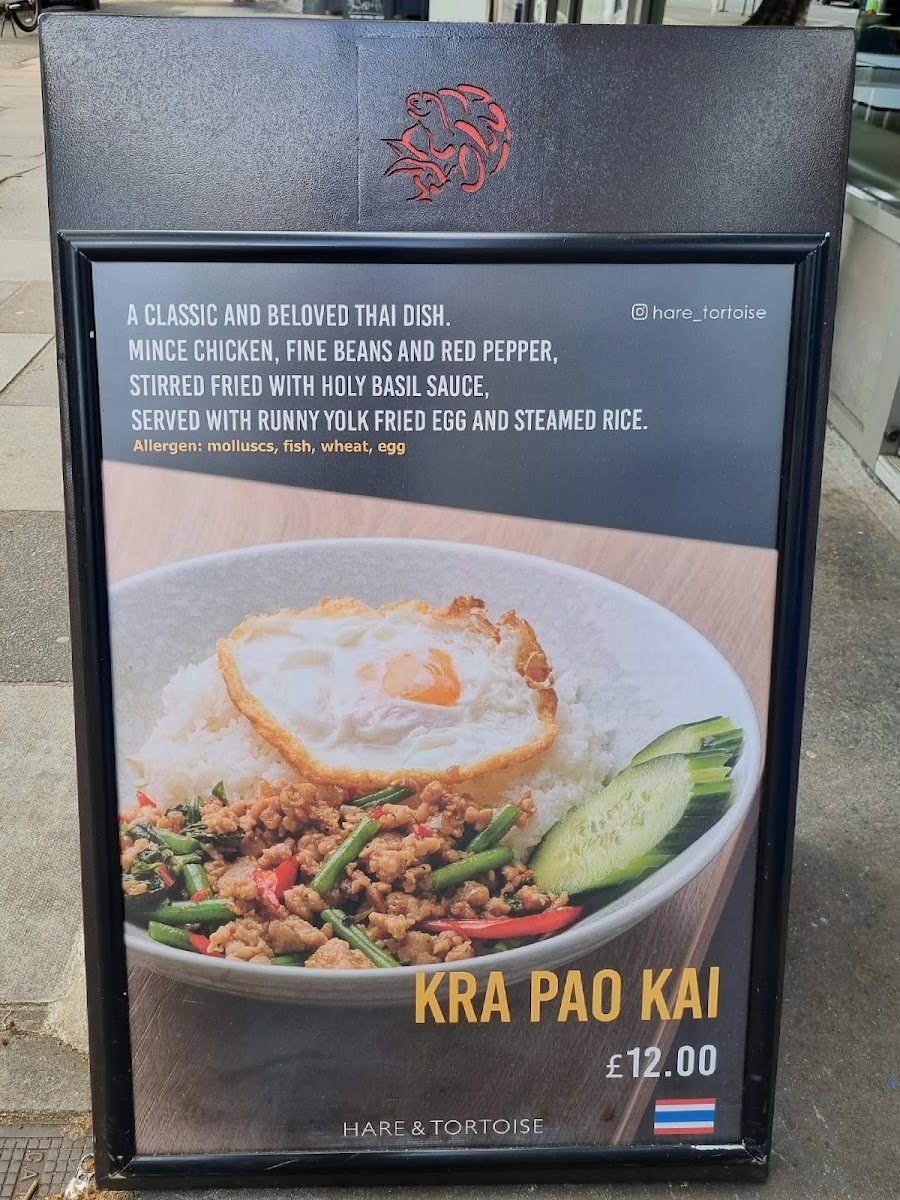 A CLASSIC AND BELOVED THAI DISH.
hare_tortoise
MINCE CHICKEN, FINE BEANS AND RED PEPPER,
STIRRED FRIED WITH HOLY BASIL SAUCE,
SERVED WITH RUNNY YOLK FRIED EGG AND STEAMED RICE.
Allergen: molluscs, fish, wheat, egg
KRA PAO KAI
£12.00
HARE & TORTOISE